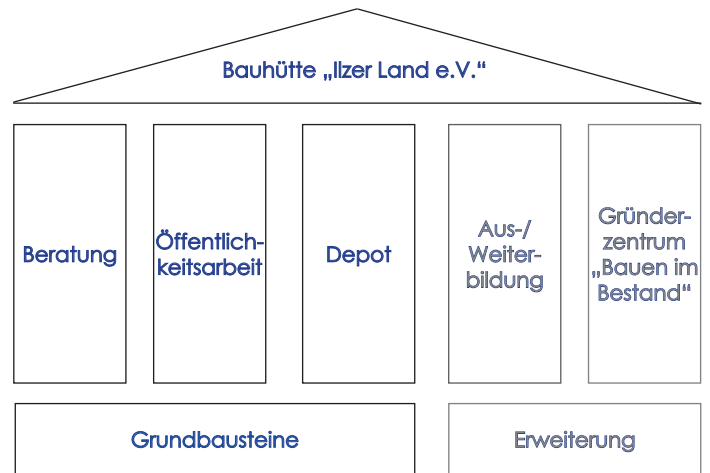 Bauhütte „Ilzer Land e.V.“
Beratung
Öffentlich-
keitsarbeit
Depot
Aus-/
Weiter-
bildung
Gründer-
zentrum
„Bauen im
Bestand“
Grundbausteine
Erweiterung